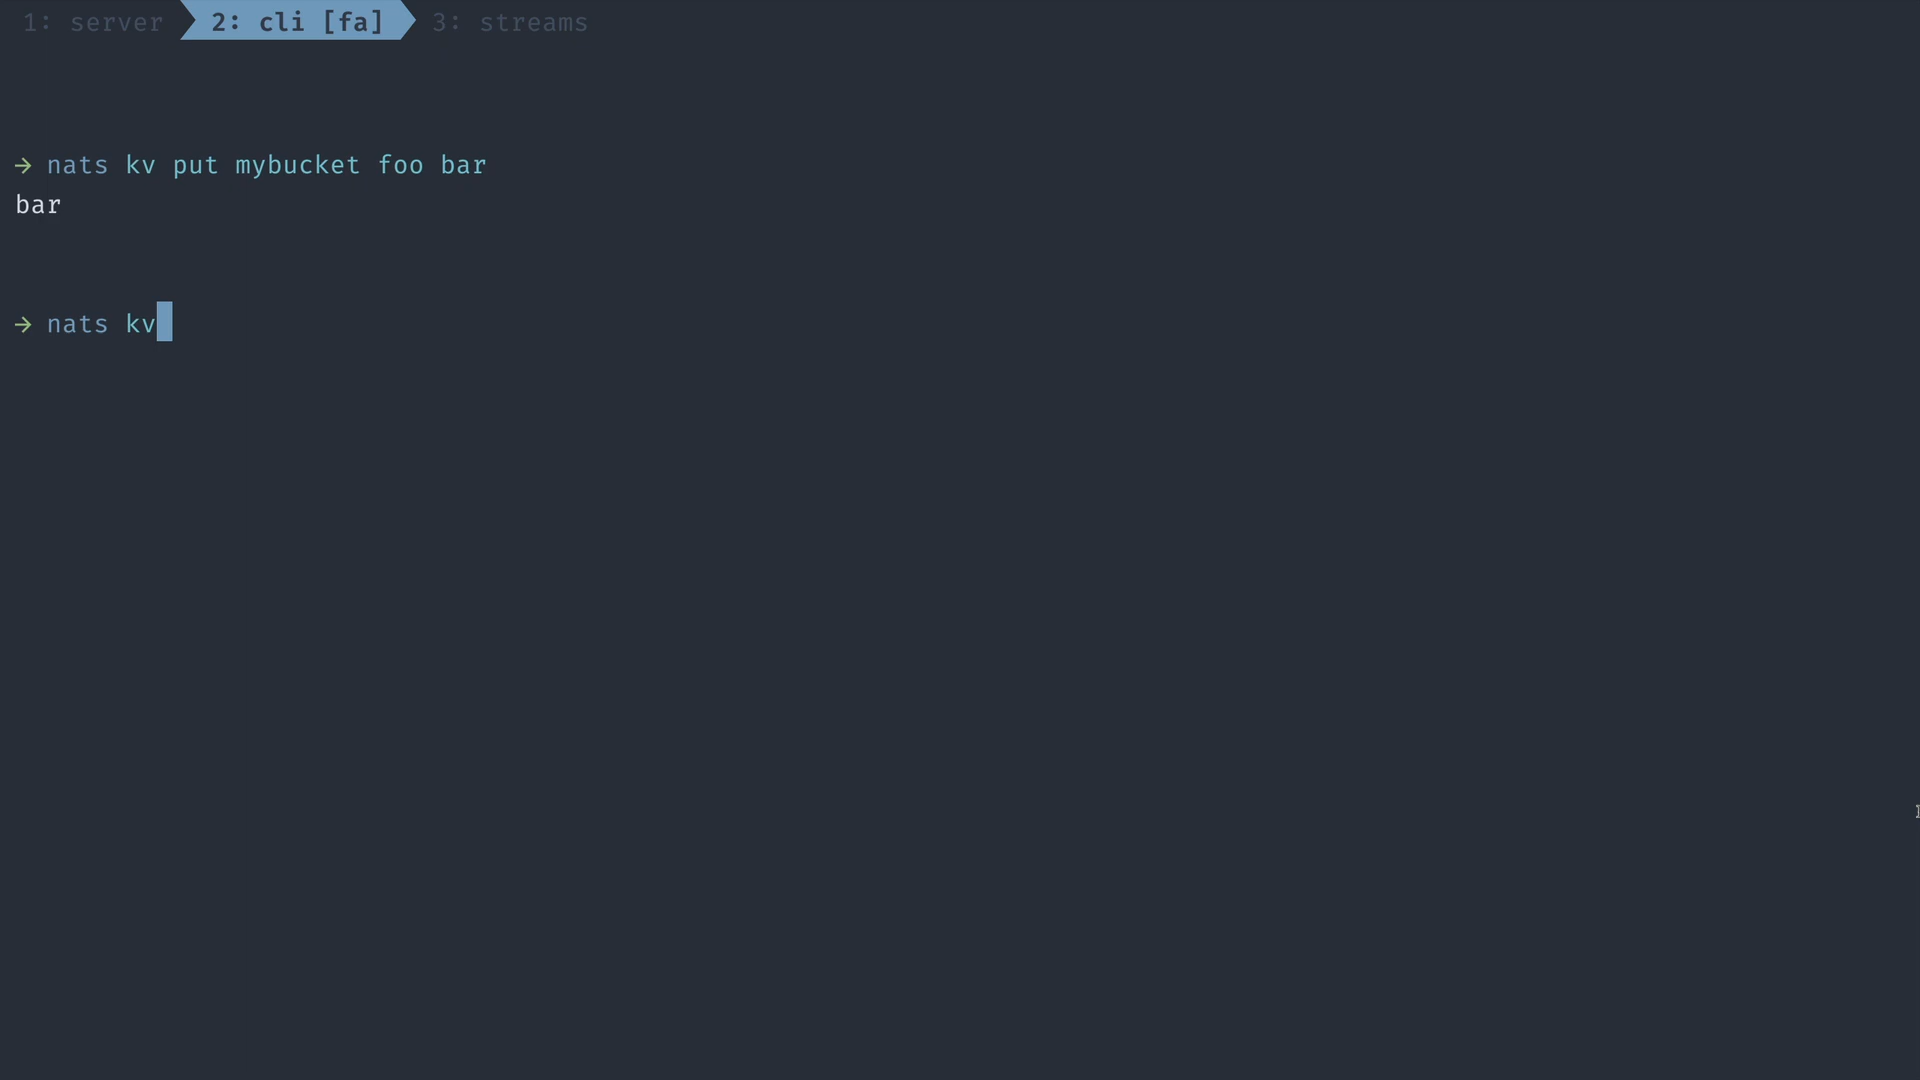 1: server 2: cli [fa] 3: streams
→ nats kv put mybucket foo bar
bar
→ nats kv